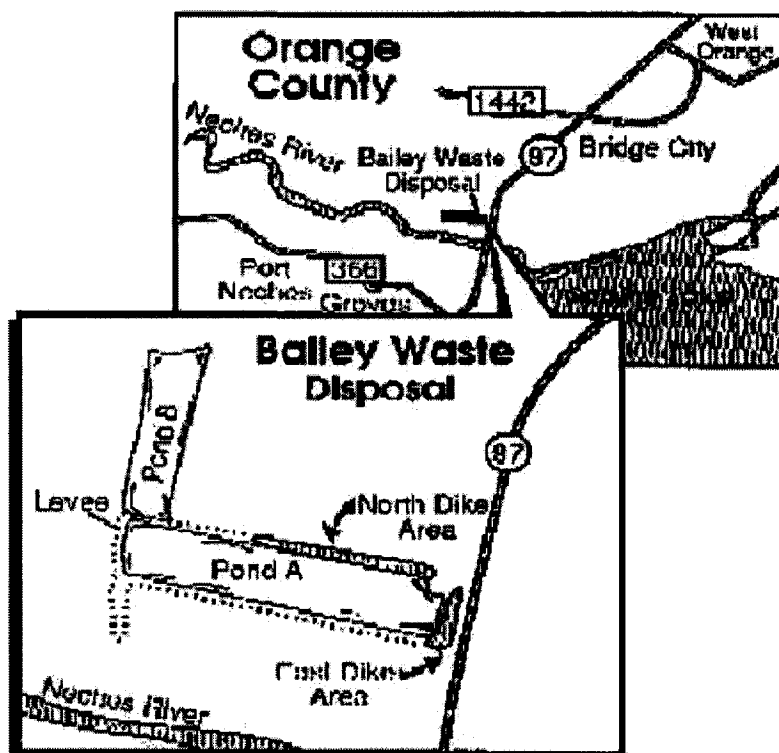 Orange
County
West
Orange
1442
Neches River
87
Bridge City
Bailey Waste
Disposal
Port
Neches
366
Groves
Bailey Waste
Disposal
87
Pond B
Levee
North Dike
Area
Pond A
East Dike
Area
Neches River